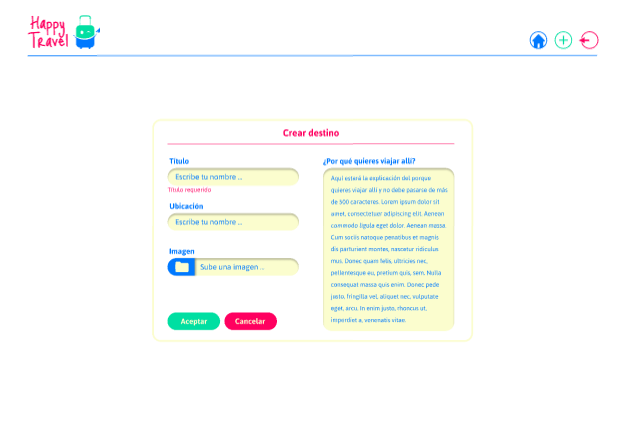 Happy
Travel
Crear destino
Título
Escribe tu nombre ...
Título requerido
Ubicación
Escribe tu nombre ...
Imagen
Sube una imagen ..
Aceptar
Cancelar
¿Por qué quieres viajar allí?
Aquí estará la explicación del porque
quieres viajar allí y no debe pasarse de más
de 300 caracteres. Lorem ipsum dolor sit
amet, consectetuer adipiscing elit. Aenean
commodo ligula eget dolor. Aenean massa.
Cum sociis natoque penatibus et magnis
dis parturient montes, nascetur ridiculus
mus. Donec quam felis, ultricies nec,
pellentesque eu, pretium quis, sem. Nulla
consequat massa quis enim. Donec pede
justo, fringilla vel, aliquet nec, vulputate
eget, arcu. In enim justo, rhoncus ut,
imperdiet a, venenatis vitae.